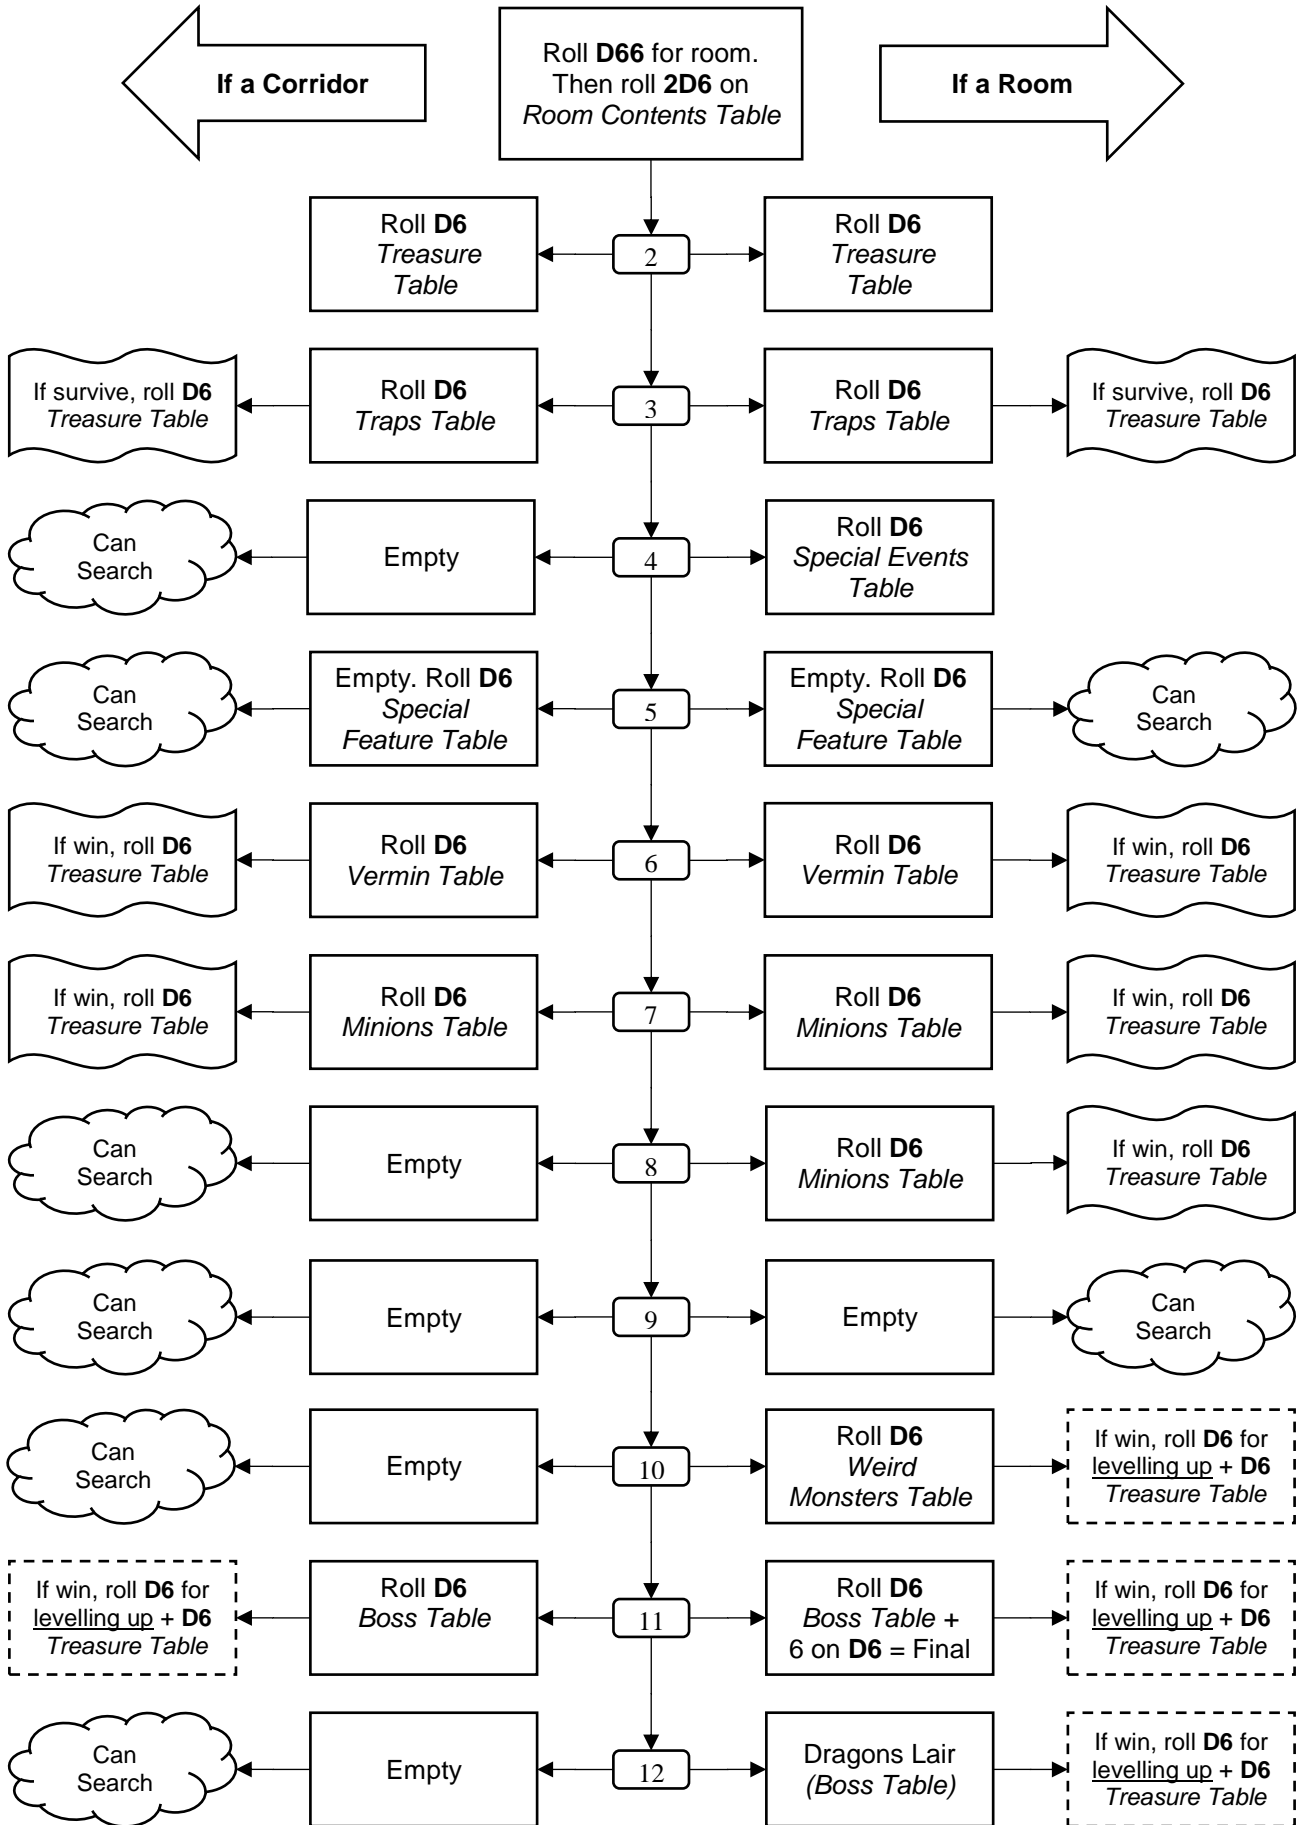 If a Corridor
Roll D66 for room.
Then roll 2D6 on
Room Contents Table
If a Room
Roll D6
Treasure
Table
2
Roll D6
Treasure
Table
If survive, roll D6
Treasure Table
Roll D6
Traps Table
3
Roll D6
Traps Table
If survive, roll D6
Treasure Table
Can
Search
Empty
4
Roll D6
Special Events
Table
Can
Search
Empty. Roll D6
Special
Feature Table
5
Empty. Roll D6
Special
Feature Table
Can
Search
If win, roll D6
Treasure Table
Roll D6
Vermin Table
6
Roll D6
Vermin Table
If win, roll D6
Treasure Table
If win, roll D6
Treasure Table
Roll D6
Minions Table
7
Roll D6
Minions Table
If win, roll D6
Treasure Table
Can
Search
Empty
8
Roll D6
Minions Table
If win, roll D6
Treasure Table
Can
Search
Empty
9
Empty
Can
Search
Can
Search
Empty
10
Roll D6
Weird
Monsters Table
If win, roll D6 for
levelling up + D6
Treasure Table
If win, roll D6 for
levelling up + D6
Treasure Table
Roll D6
Boss Table
11
Roll D6
Boss Table +
6 on D6 = Final
If win, roll D6 for
levelling up + D6
Treasure Table
Can
Search
Empty
12
Dragons Lair
(Boss Table)
If win, roll D6 for
levelling up + D6
Treasure Table